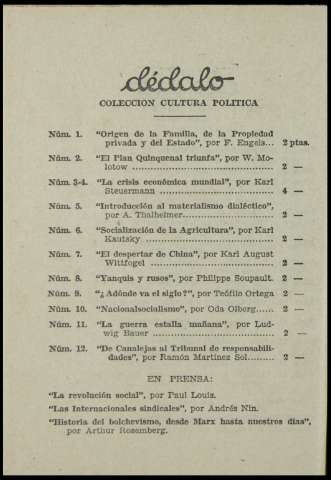 dédalo
COLECCIÓN CULTURA POLITICA
Núm. 1. "Origen de la Familia, de la Propiedad
privada y del Estado", por F. Engels... 2 ptas.
Núm. 2. "El Plan Quinquenal triunfa", por W. Mo-
lotow ........................................ 2 —
Núm. 3-4. "La crisis económica mundial", por Karl
Steuermann ................................ 4 —
Núm. 5. "Introducción al materialismo dialéctico",
por A. Thalheimer........................... 2 —
Núm. 6. "Socialización de la Agricultura", por Karl
Kautsky ..................................... 2 —
Núm. 7. "El despertar de China", por Karl August
Wittfogel .................................... 2 —
Núm. 8. "Yanquis y rusos", por Philippe Soupault. 2 —
Núm. 9. "¿Adónde va el siglo?", por Teófilo Ortega 2 —
Núm. 10. "Nacionalsocialismo", por Oda Olberg...... 2 —
Núm. 11. "La guerra estalla mañana", por Lud-
wig Bauer .................................. 2 —
Núm. 12. "De Canalejas al Tribunal de responsabili-
dades", por Ramón Martínez Sol......... 2 —
EN PRENSA:
"La revolución social", por Paul Louis.
"Las Internacionales sindicales", por Andrés Nin.
"Historia del bolchevismo, desde Marx hasta nuestros días",
por Arthur Rosemberg.